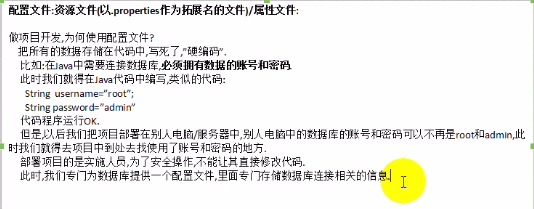 配置文件:资源文件(以.properties作为拓展名的文件)/属性文件:
做项目开发,为何使用配置文件?
把所有的数据存储在代码中,写死了,"硬编码".
比如:在Java中需要连接数据库,必须拥有数据的账号和密码.
此时我们就得在Java代码中编写,类似的代码:
String username="root";
String password="admin"
代码程序运行OK.
但是,以后我们把项目部署在别人电脑/服务器中,别人电脑中的数据库的账号和密码可以不再是root和admin,此
时我们就得去项目中到处去找使用了账号和密码的地方.
部署项目的是实施人员,为了安全操作,不能让其直接修改代码.
此时,我们专门为数据库提供一个配置文件,里面专门存储数据库连接相关的信息.